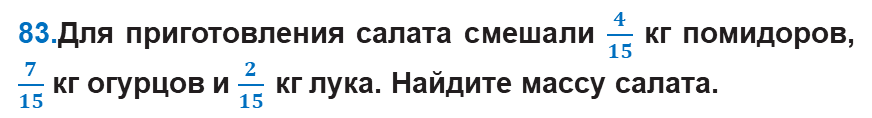 83.Для приготовления салата смешали 4/15 кг помидоров,
7/15 кг огурцов и 2/15 кг лука. Найдите массу салата.